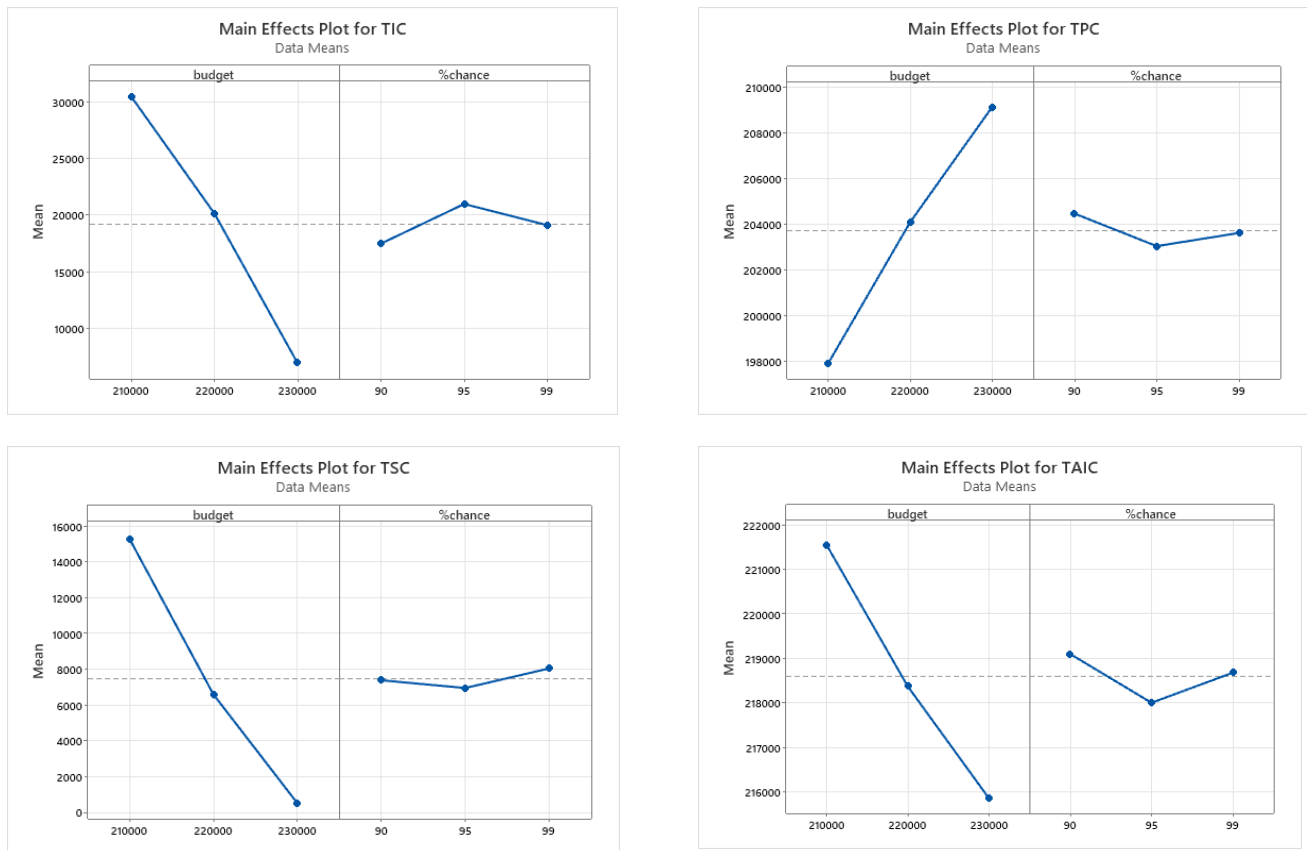 Main Effects Plot for TIC
Data Means
budget %chance
30000
25000
20000
15000
10000
Mean
210000 220000 230000 90 95 99
Main Effects Plot for TPC
Data Means
budget %chance
210000
208000
206000
204000
202000
200000
198000
Mean
210000 220000 230000 90 95 99
Main Effects Plot for TSC
Data Means
budget %chance
16000
14000
12000
10000
8000
6000
4000
2000
0
Mean
210000 220000 230000 90 95 99
Main Effects Plot for TAIC
Data Means
budget %chance
222000
221000
220000
219000
218000
217000
216000
Mean
210000 220000 230000 90 95 99